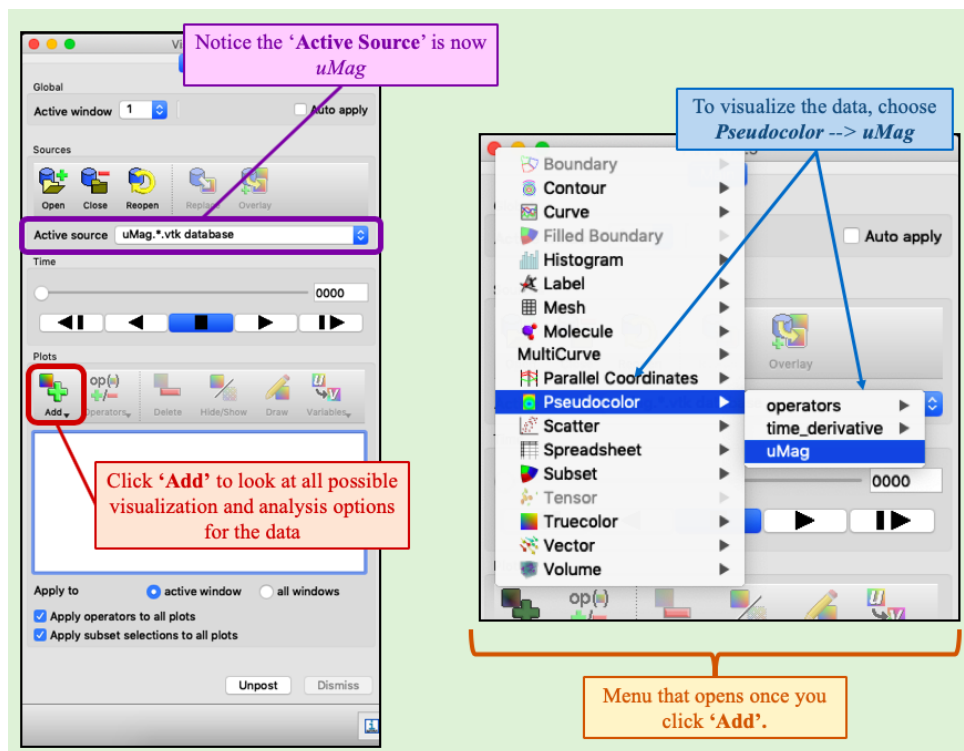 Vi
Notice the ‘Active Source’ is now
uMag
Global
Active window 1
Auto apply
Sources
Open Close Reopen Replace Overlay
Active source uMag.*.vtk database
Time
0000
Plots
op(•)
Add Operators Delete Hide/Show Draw Variables
Click ‘Add’ to look at all possible
visualization and analysis options
for the data
Apply to active window all windows
Apply operators to all plots
Apply subset selections to all plots
Unpost Dismiss
To visualize the data, choose
Pseudocolor --> uMag
Boundary
Contour
Curve
Filled Boundary
Histogram
Label
Mesh
Molecule
MultiCurve
Parallel Coordinates
Pseudocolor
Scatter
Spreadsheet
Subset
Tensor
Truecolor
Vector
Volume
Auto apply
Overlay
operators
time_derivative
uMag
0000
op(•)
Menu that opens once you
click ‘Add’.